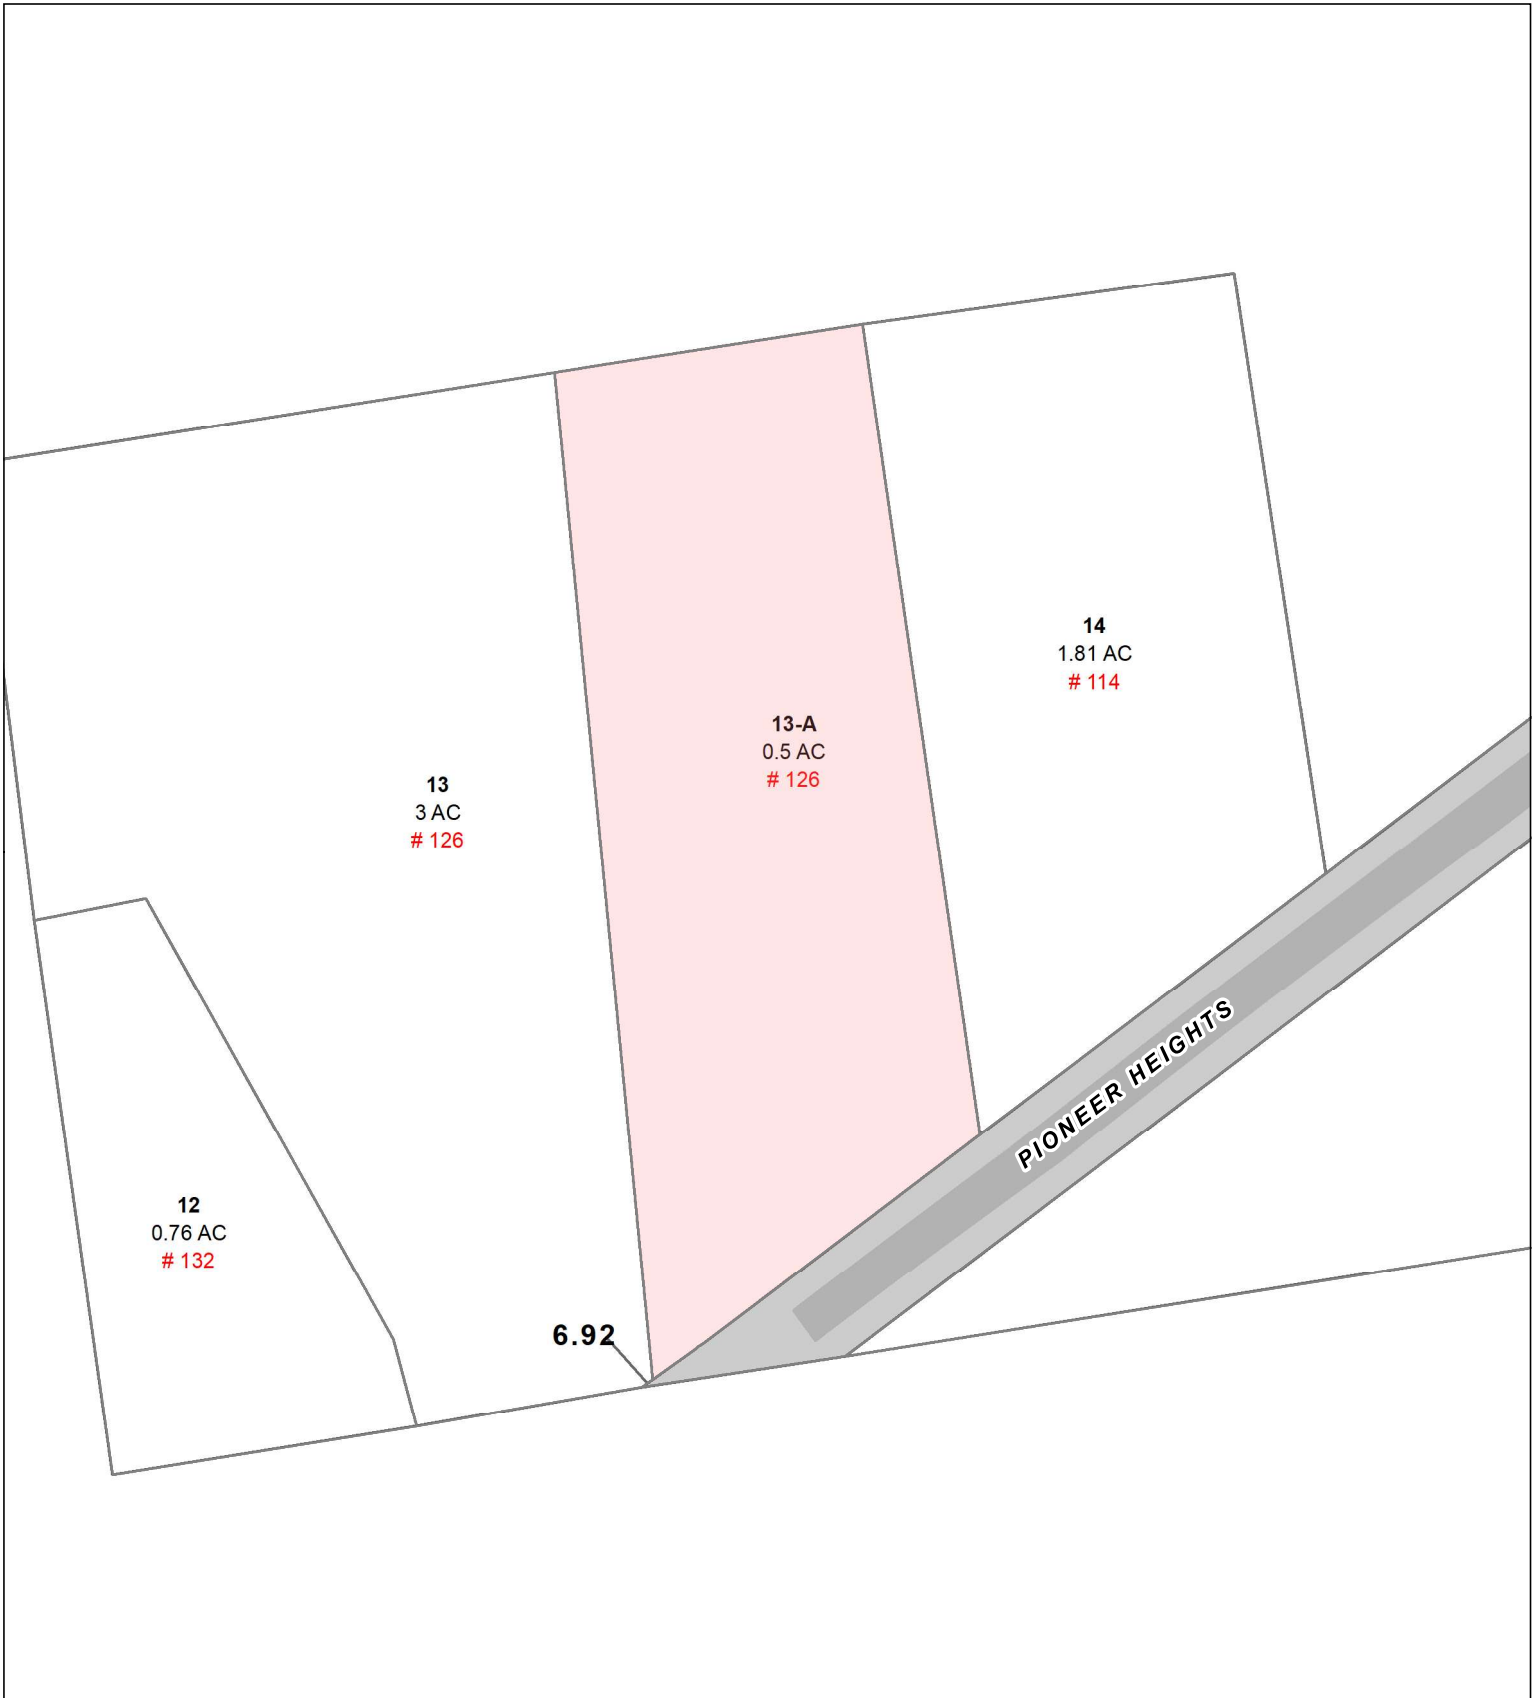 14
1.81 AC
# 114
13-A
0.5 AC
# 126
13
3 AC
# 126
PIONEER HEIGHTS
12
0.76 AC
# 132
6.92